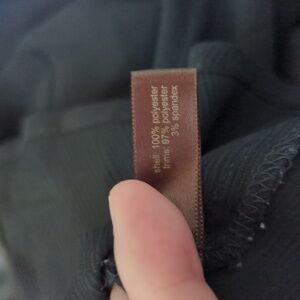 shell: 100% polyester
trims: 97% polyester
3% spandex